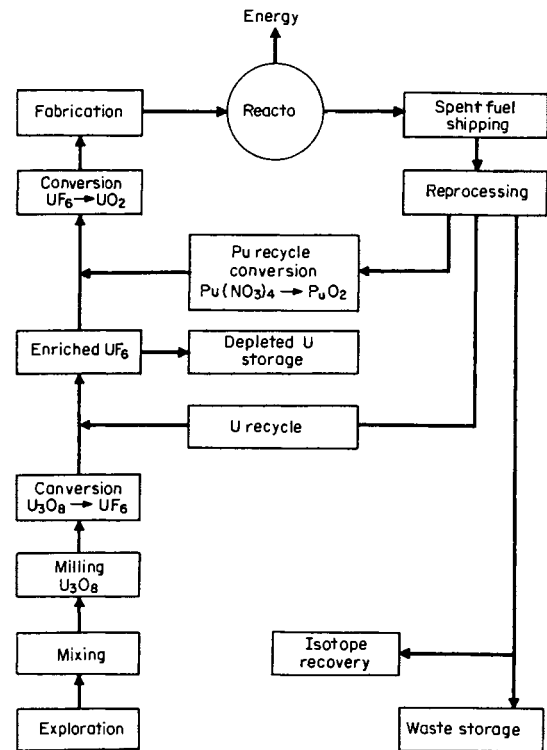 Energy
Fabrication
Reacto
Spent fuel
shipping
Conversion
UF₆→UO₂
Reprocessing
Pu recycle
conversion
Pu(NO₃)₄ → PuO₂
Enriched UF₆
Depleted U
storage
U recycle
Canversion
U₃O₈ → UF₆
Milling
U₃O₈
Mixing
Isotope
recovery
Exploration
Waste storage